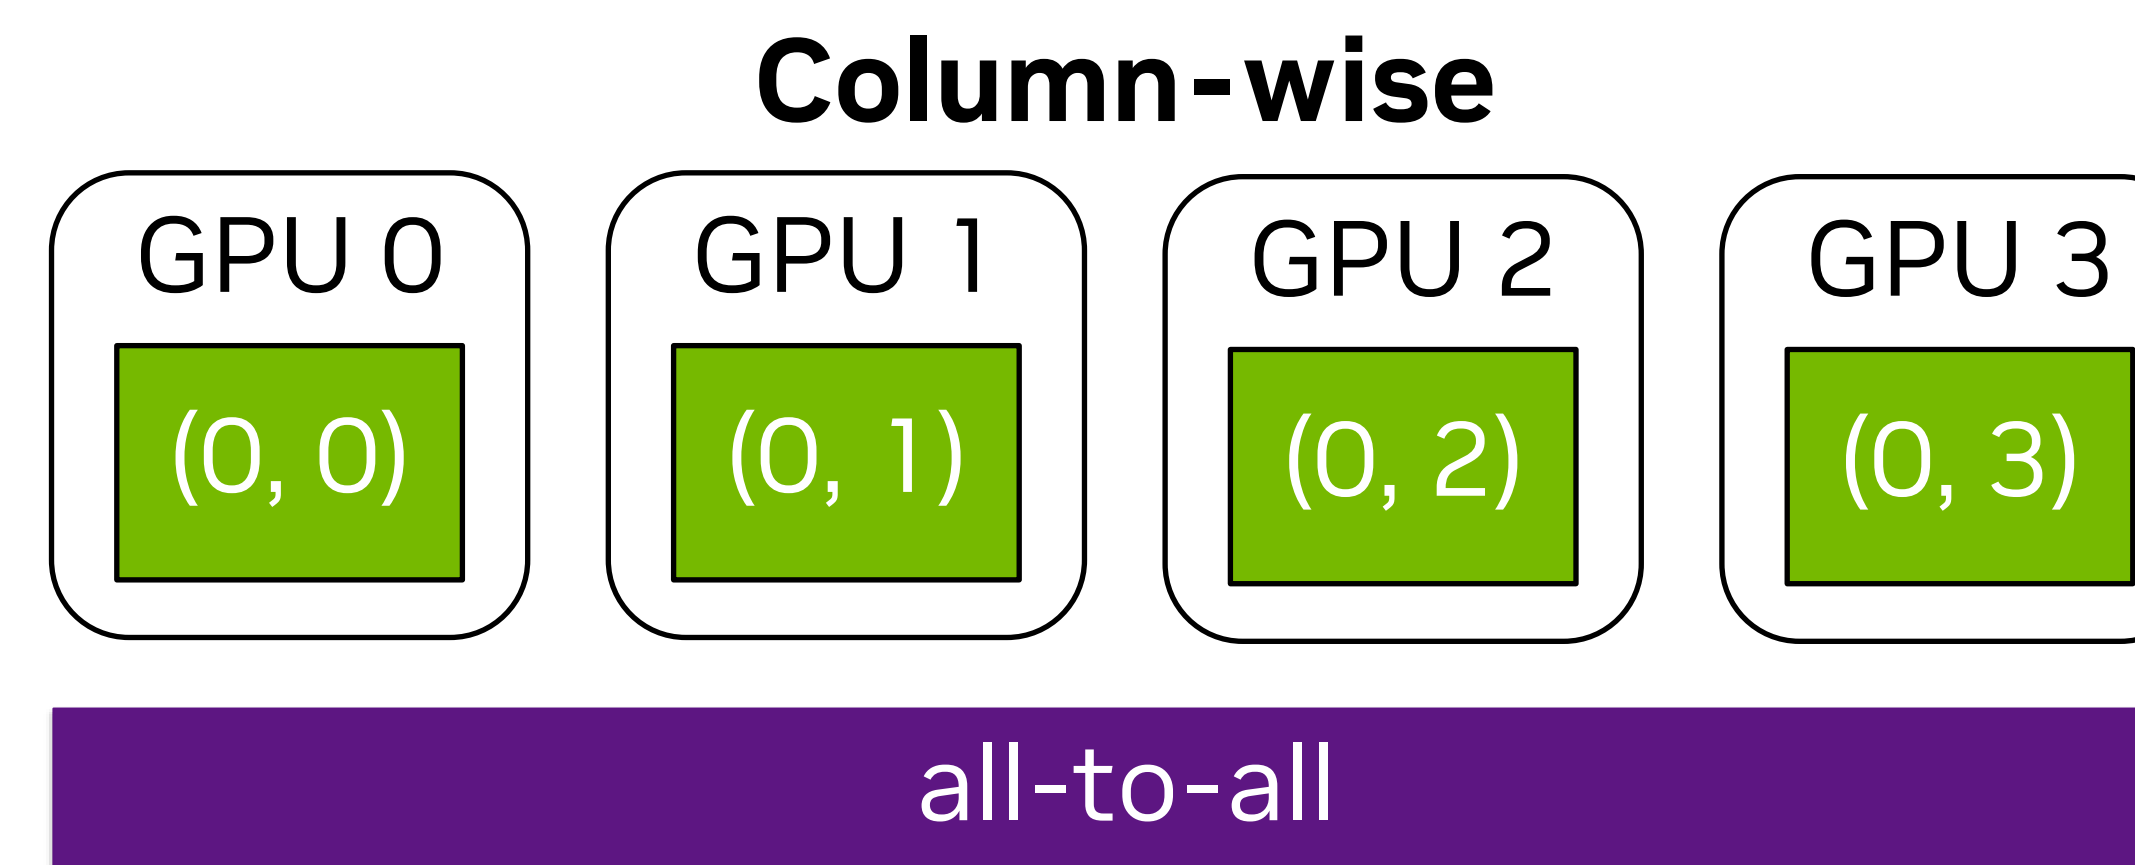 Column-wise
GPU 0 GPU 1 GPU 2 GPU 3
(0, 0) (0, 1) (0, 2) (0, 3)
all-to-all